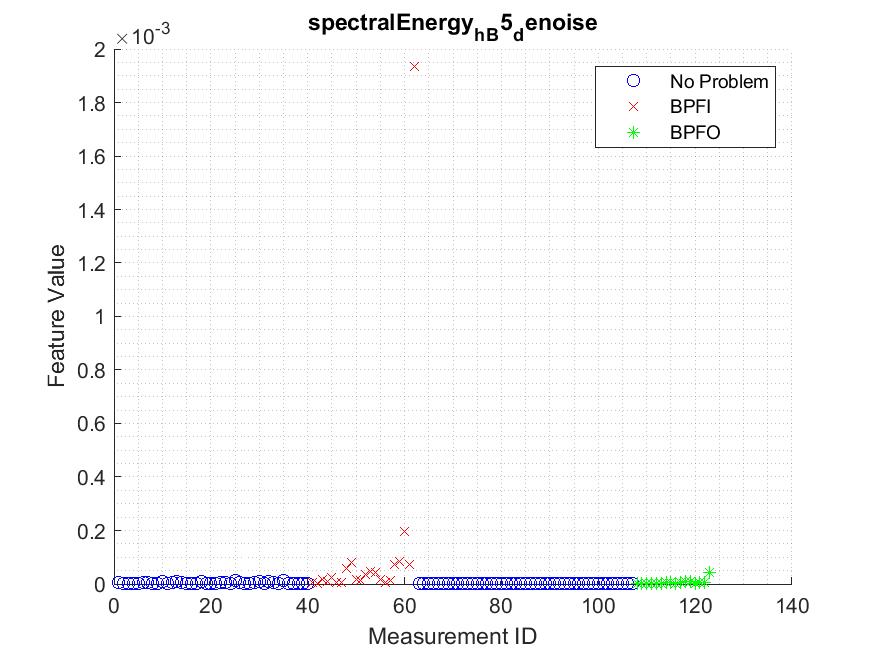 spectralEnergy_hB5_denoise
×10^-3
2
1.8
1.6
1.4
1.2
1
0.8
0.6
0.4
0.2
0
Feature Value
No Problem
BPFI
BPFO
0 20 40 60 80 100 120 140
Measurement ID